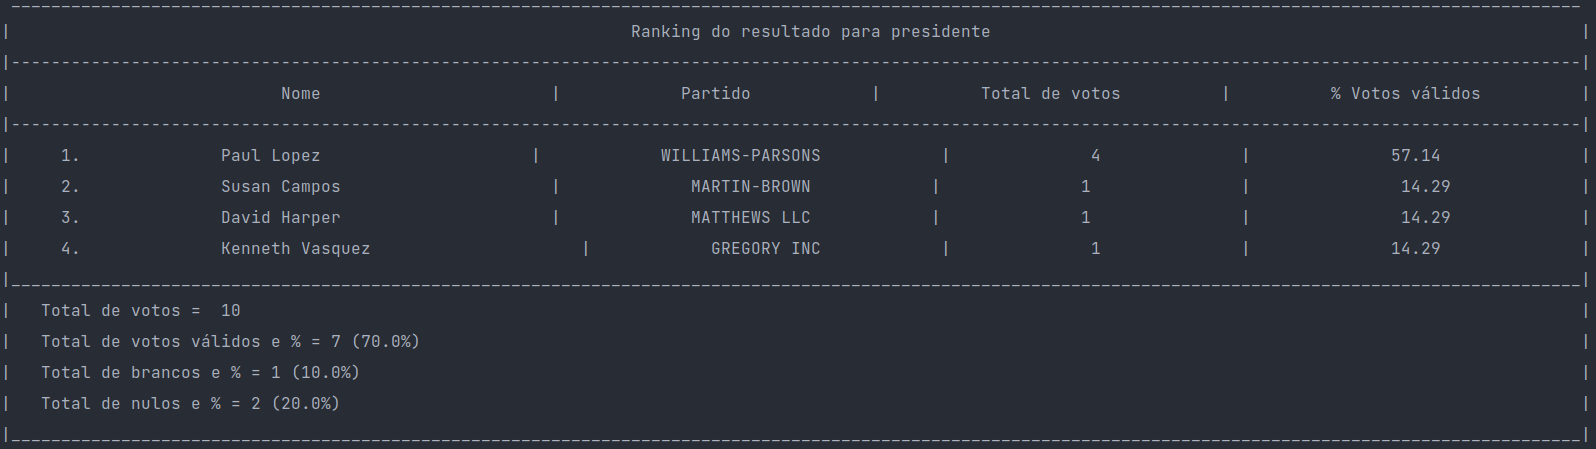 Ranking do resultado para presidente
Nome | Partido | Total de votos | % Votos válidos
1. Paul Lopez | WILLIAMS-PARSONS | 4 | 57.14
2. Susan Campos | MARTIN-BROWN | 1 | 14.29
3. David Harper | MATTHEWS LLC | 1 | 14.29
4. Kenneth Vasquez | GREGORY INC | 1 | 14.29
Total de votos = 10
Total de votos válidos e % = 7 (70.0%)
Total de brancos e % = 1 (10.0%)
Total de nulos e % = 2 (20.0%)